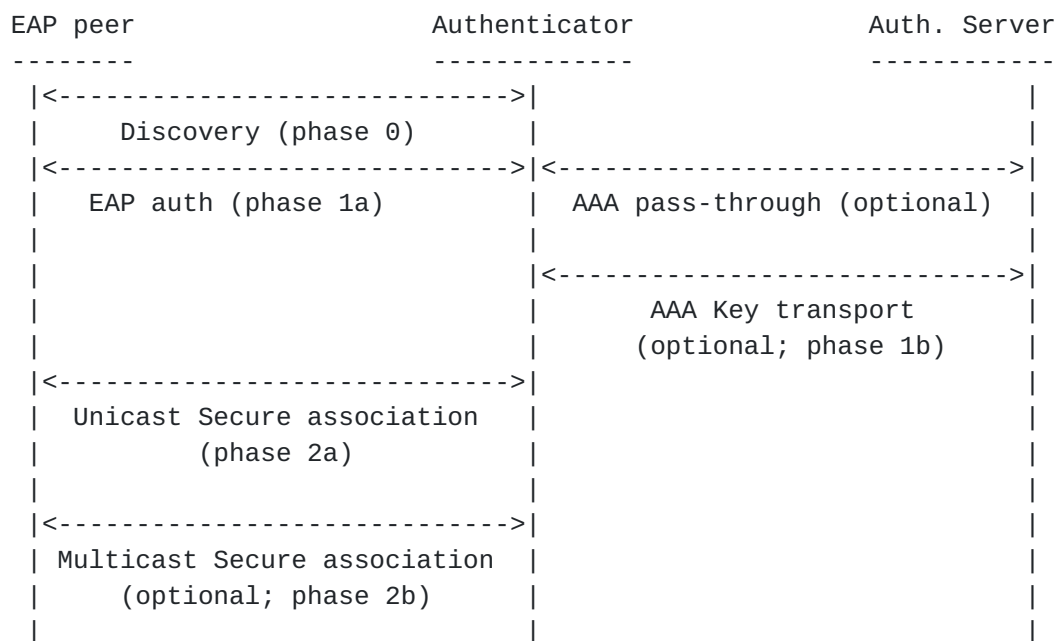 EAP peer                   Authenticator               Auth. Server
--------                   -------------               ------------
 |<----------------------------->|                               |
 |     Discovery (phase 0)       |                               |
 |<----------------------------->|<----------------------------->|
 |   EAP auth (phase 1a)         |  AAA pass-through (optional)  |
 |                               |                               |
 |                               |<----------------------------->|
 |                               |       AAA Key transport       |
 |                               |      (optional; phase 1b)     |
 |<----------------------------->|                               |
 |  Unicast Secure association   |                               |
 |          (phase 2a)           |                               |
 |                               |                               |
 |<----------------------------->|                               |
 | Multicast Secure association  |                               |
 |     (optional; phase 2b)      |                               |
 |                               |                               |